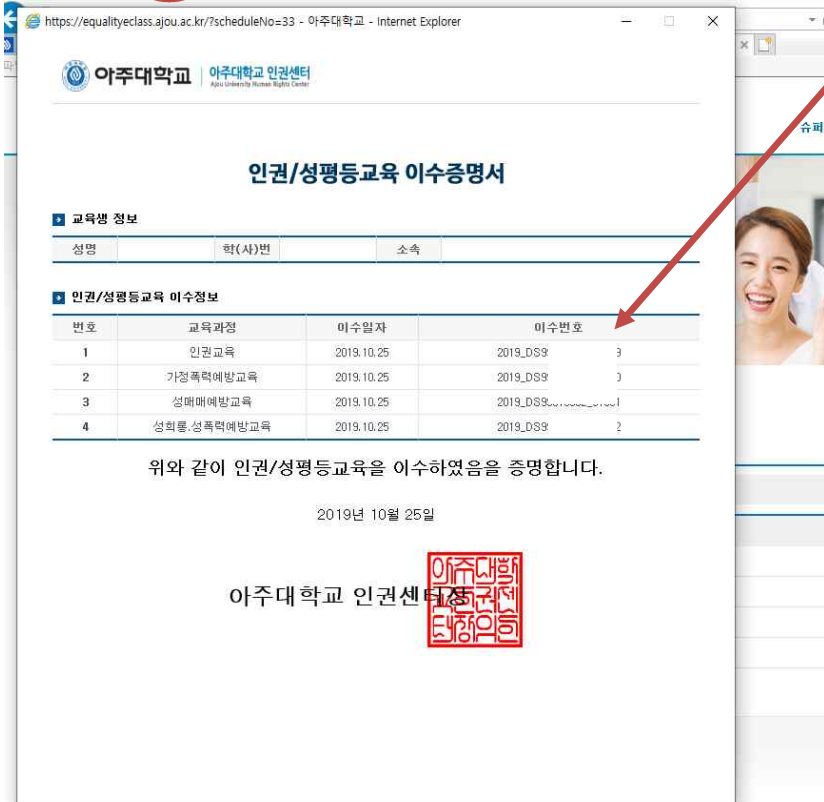 https://equalityeclass.ajou.ac.kr/?scheduleNo=33 - 아주대학교 - Internet Explorer
아주대학교 아주대학교 인권센터
Ajou University Human Rights Center
슈퍼
인권/성평등교육 이수증명서
교육생 정보
성명 학(사)번 소속
인권/성평등교육 이수정보
번호 교육과정 이수일자 이수번호
1 인권교육 2019.10.25 2019_DS9 9
2 가정폭력예방교육 2019.10.25 2019_DS9 0
3 성매매예방교육 2019.10.25 2019_DS9 1
4 성희롱.성폭력예방교육 2019.10.25 2019_DS9 2
위와 같이 인권/성평등교육을 이수하였음을 증명합니다.
2019년 10월 25일
아주대학교 인권센터장